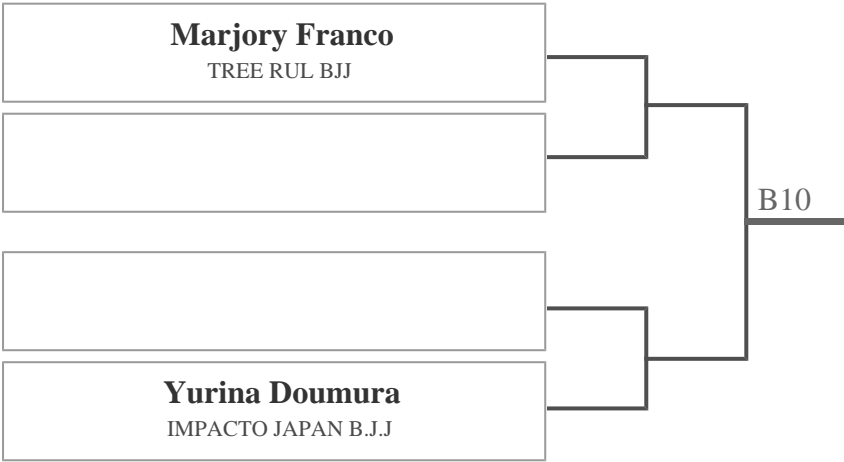 Marjory Franco
TREE RUL BJJ
B10
Yurina Doumura
IMPACTO JAPAN B.J.J